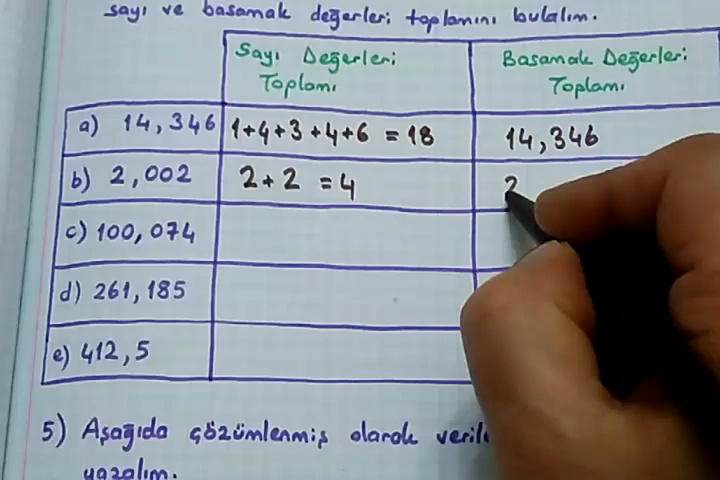 sayı ve basamak değerleri toplamını bulalım.
Sayı Değerleri Toplamı
Basamak Değerleri Toplamı
a) 14,346 1+4+3+4+6 = 18 14,346
b) 2,002 2+2 = 4 2
c) 100,074
d) 261,185
e) 412,5
5) Aşağıda çözümlenmiş olarak
yazalım.